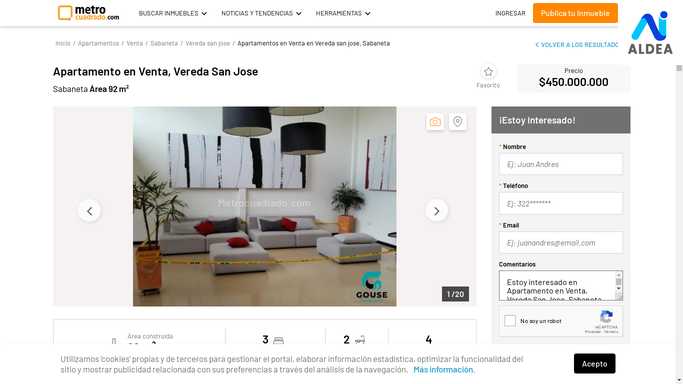 metro
cuadrado.com
BUSCAR INMUEBLES
NOTICIAS Y TENDENCIAS
HERRAMIENTAS
INGRESAR
Publica tu Inmueble
AIDEA
Inicio / Apartamentos / Venta / Sabaneta / Vereda san jose / Apartamentos en Venta en Vereda san jose, Sabaneta
VOLVER A LOS RESULTADO
Apartamento en Venta, Vereda San Jose
Sabaneta Área 92 m²
Favorito
Precio
$450.000.000
Metrocuadrado.com
GOUSE
1 / 20
¡Estoy Interesado!
* Nombre
Ej: Juan Andres
* Teléfono
Ej: 322*******
* Email
Ej: juanandres@email.com
Comentarios
Estoy interesado en
Apartamento en Venta,
Vereda San Jose, Sabaneta
No soy un robot
reCAPTCHA
Privacidad - Términos
Área construida
3
2
4
Utilizamos 'cookies' propias y de terceros para gestionar el portal, elaborar información estadística, optimizar la funcionalidad del
sitio y mostrar publicidad relacionada con sus preferencias a través del análisis de la navegación. Más información.
Acepto